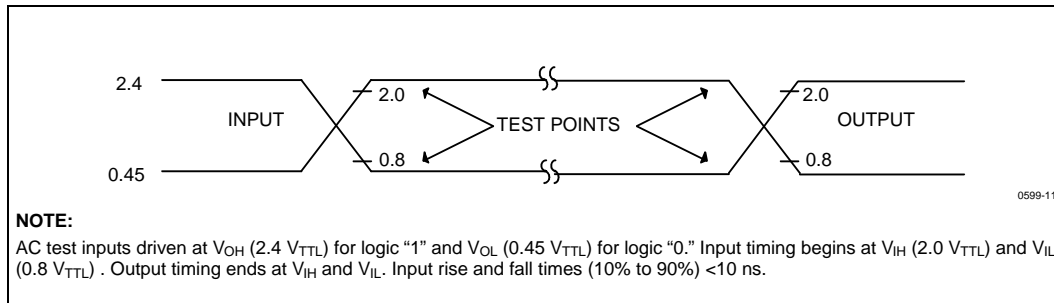 2.4
2.0
2.0
INPUT
TEST POINTS
OUTPUT
0.8
0.8
0.45
0599-11
NOTE:
AC test inputs driven at VOH (2.4 VTTL) for logic “1” and VOL (0.45 VTTL) for logic “0.” Input timing begins at VIH (2.0 VTTL) and VIL
(0.8 VTTL) . Output timing ends at VIH and VIL. Input rise and fall times (10% to 90%) <10 ns.